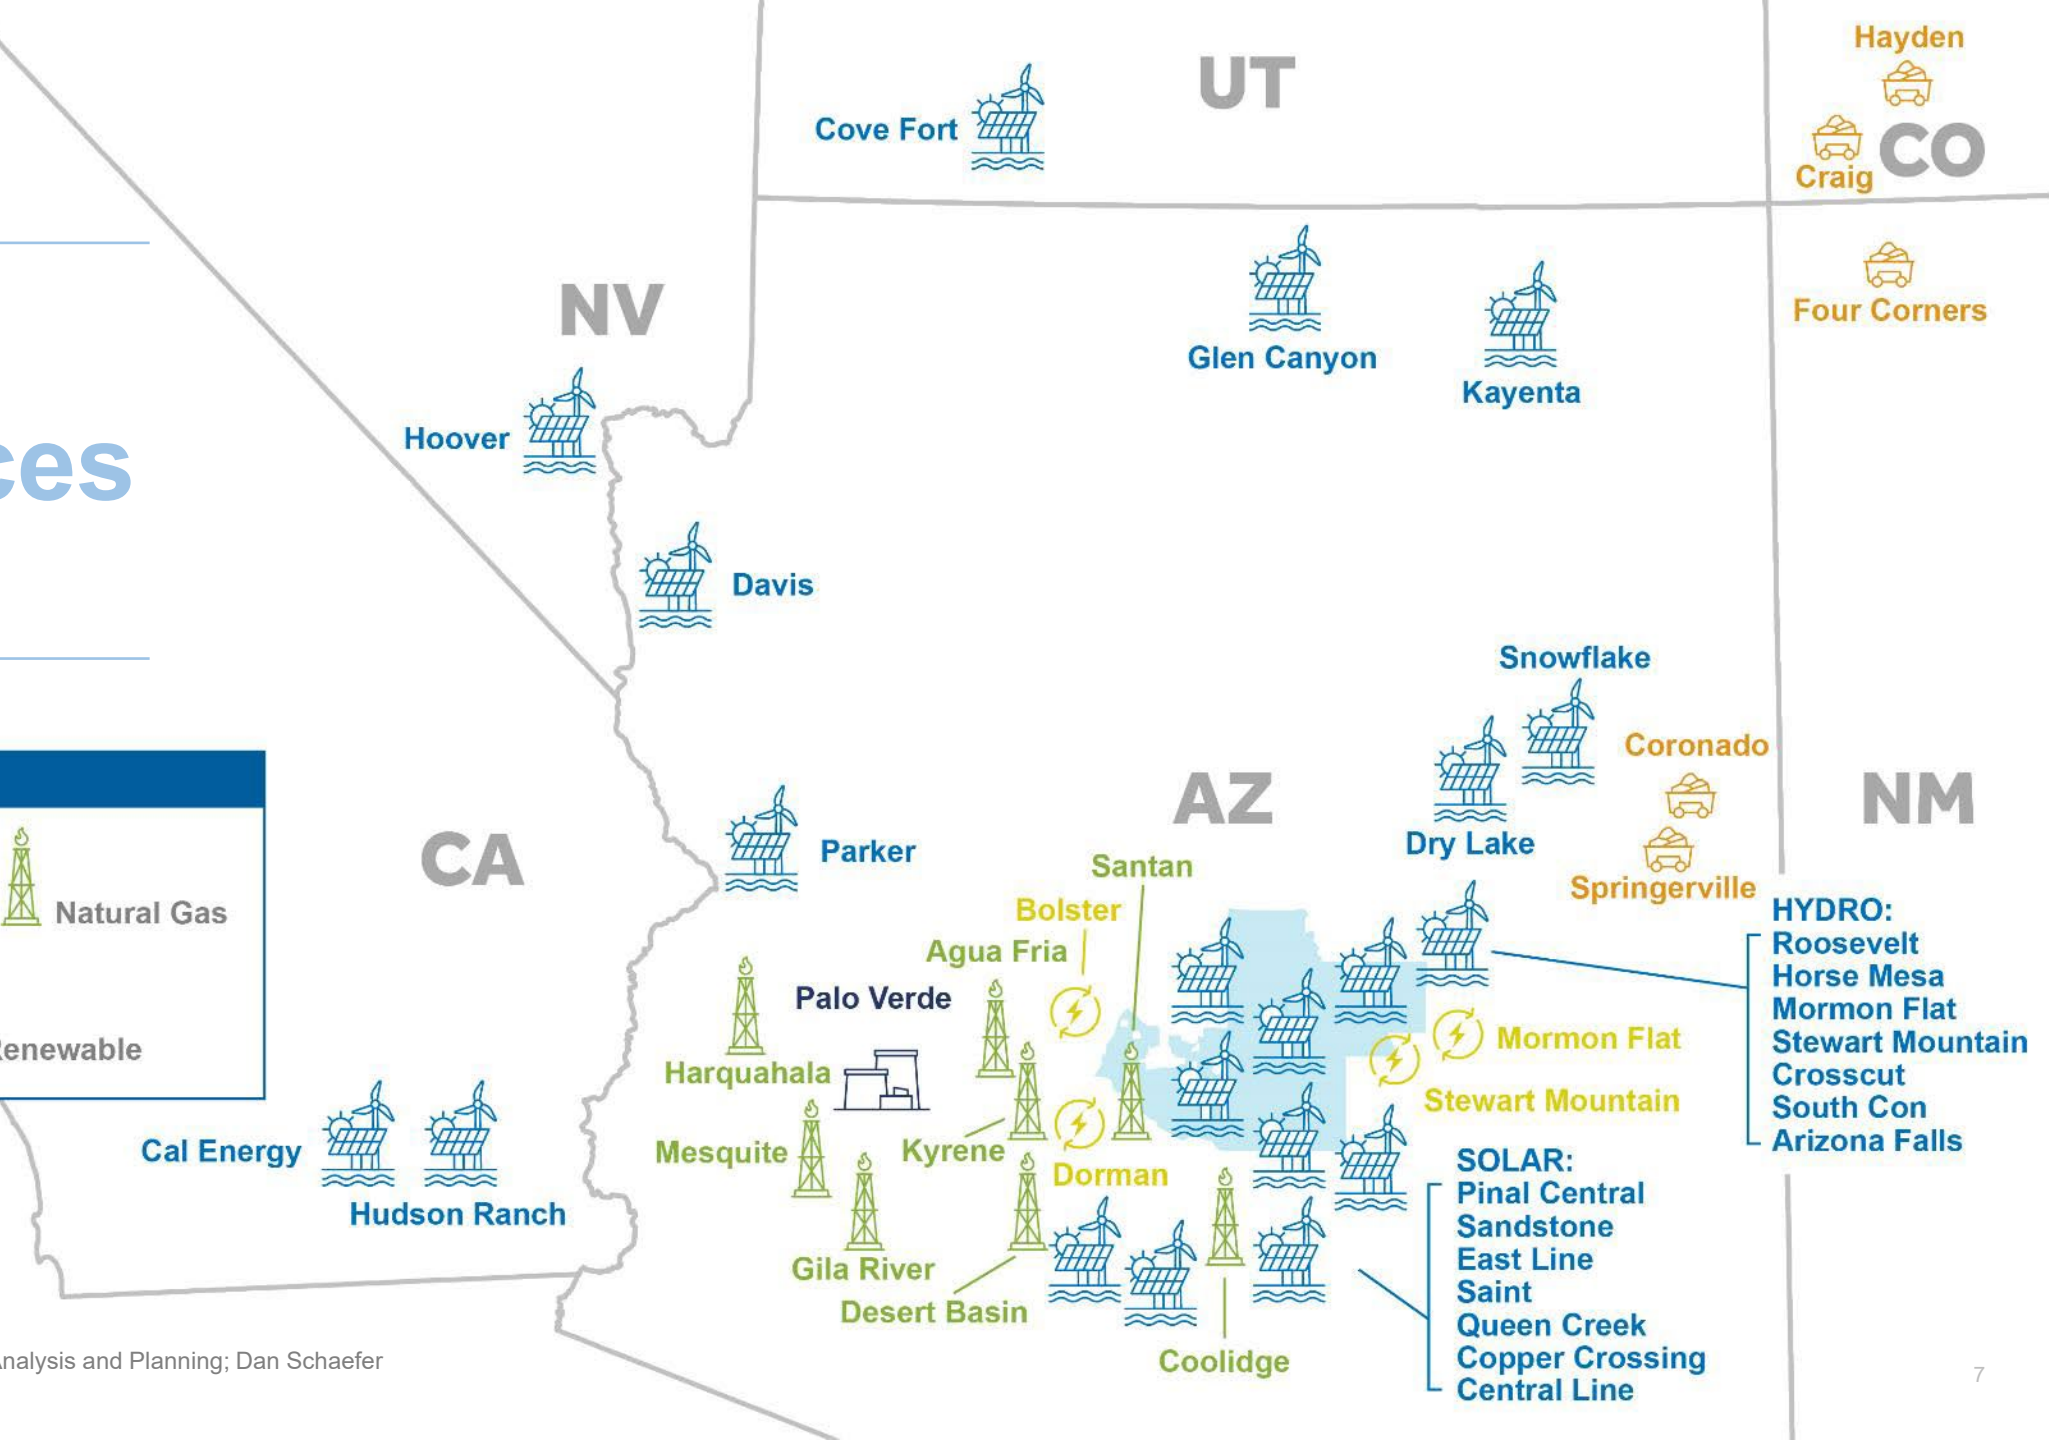 Hayden
UT
Cove Fort
CO
Craig
NV
Four Corners
Glen Canyon
Kayenta
Hoover
ces
Davis
Snowflake
Coronado
AZ
NM
CA
Parker
Dry Lake
Santan
Springerville
Natural Gas
Bolster
HYDRO:
Roosevelt
Horse Mesa
Mormon Flat
Stewart Mountain
Crosscut
South Con
Arizona Falls
Agua Fria
Palo Verde
Mormon Flat
enewable
Harquahala
Stewart Mountain
Cal Energy
Mesquite
Kyrene
Dorman
SOLAR:
Pinal Central
Sandstone
East Line
Saint
Queen Creek
Copper Crossing
Central Line
Hudson Ranch
Gila River
Desert Basin
Coolidge
nalysis and Planning; Dan Schaefer
7